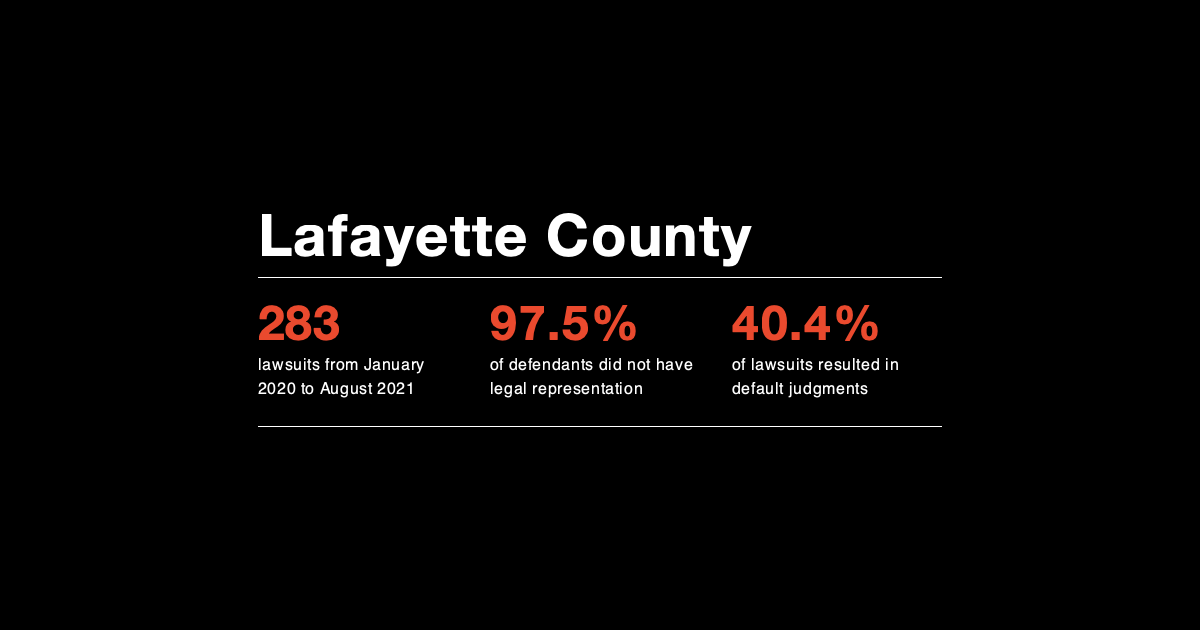 Lafayette County
283
lawsuits from January
2020 to August 2021
97.5%
of defendants did not have
legal representation
40.4%
of lawsuits resulted in
default judgments